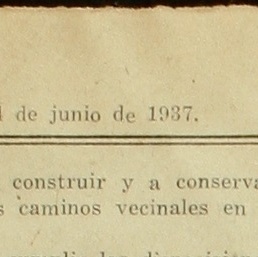 de junio de 1937.
construir y a conserva
caminos vecinales en